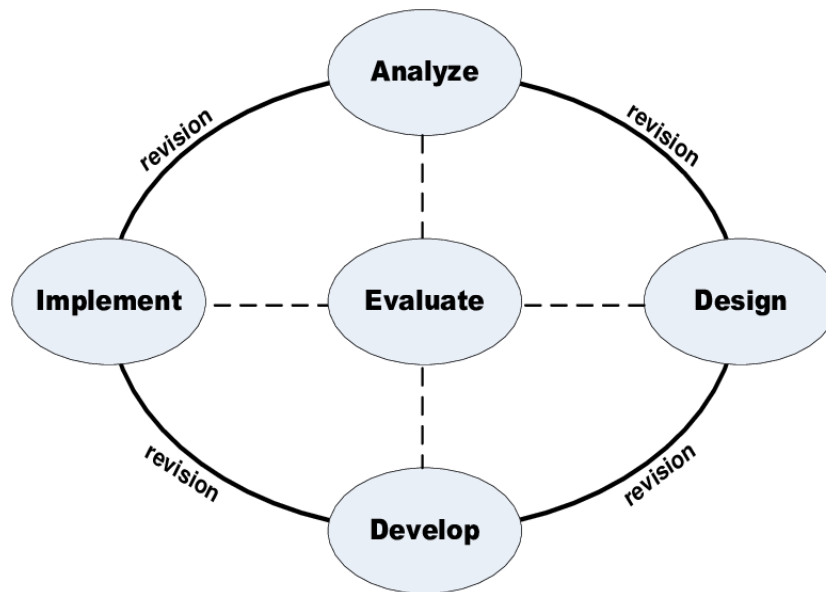 Analyze
revision
revision
Implement
Evaluate
Design
revision
revision
Develop